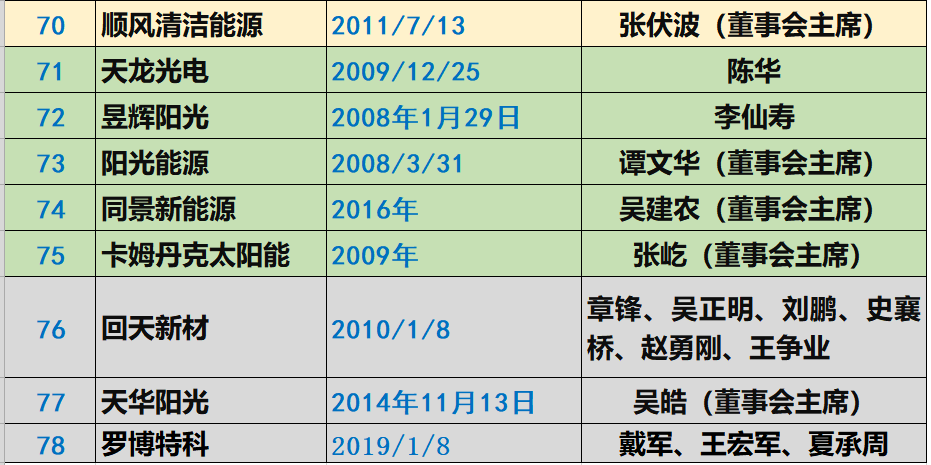 70 顺风清洁能源 2011/7/13 张伏波（董事会主席）
71 天龙光电 2009/12/25 陈华
72 昱辉阳光 2008年1月29日 李仙寿
73 阳光能源 2008/3/31 谭文华（董事会主席）
74 同景新能源 2016年 吴建农（董事会主席）
75 卡姆丹克太阳能 2009年 张屹（董事会主席）
76 回天新材 2010/1/8 章锋、吴正明、刘鹏、史襄
桥、赵勇刚、王争业
77 天华阳光 2014年11月13日 吴皓（董事会主席）
78 罗博特科 2019/1/8 戴军、王宏军、夏承周